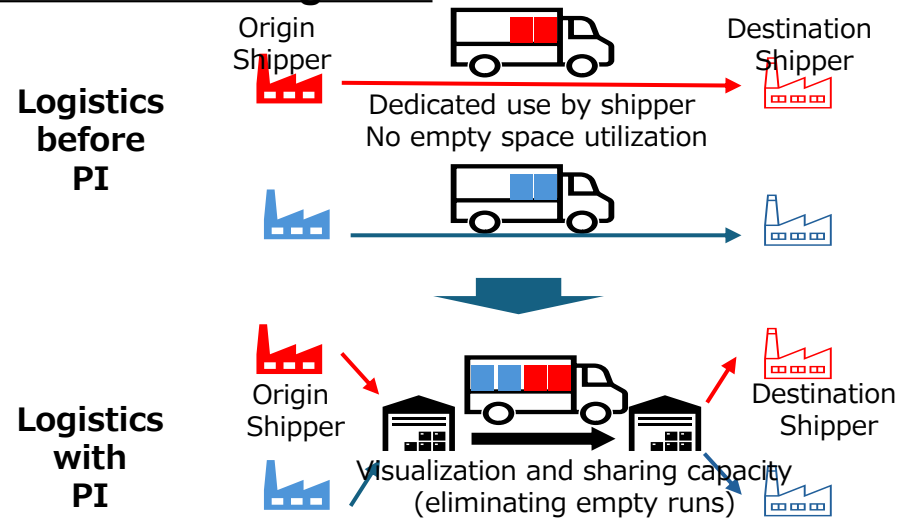 Origin
Shipper
Destination
Shipper
Logistics
before
PI
Dedicated use by shipper
No empty space utilization
Origin
Shipper
Destination
Shipper
Logistics
with
PI
Visualization and sharing capacity
(eliminating empty runs)